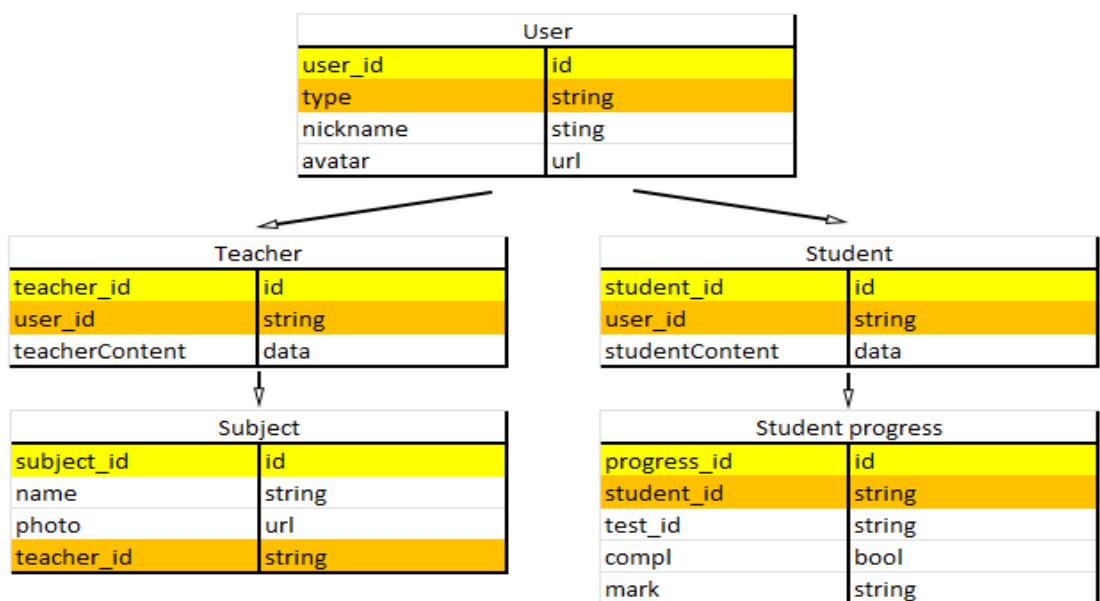 User
user_id id
type string
nickname sting
avatar url
Teacher
teacher_id id
user_id string
teacherContent data
Student
student_id id
user_id string
studentContent data
Subject
subject_id id
name string
photo url
teacher_id string
Student progress
progress_id id
student_id string
test_id string
compl bool
mark string